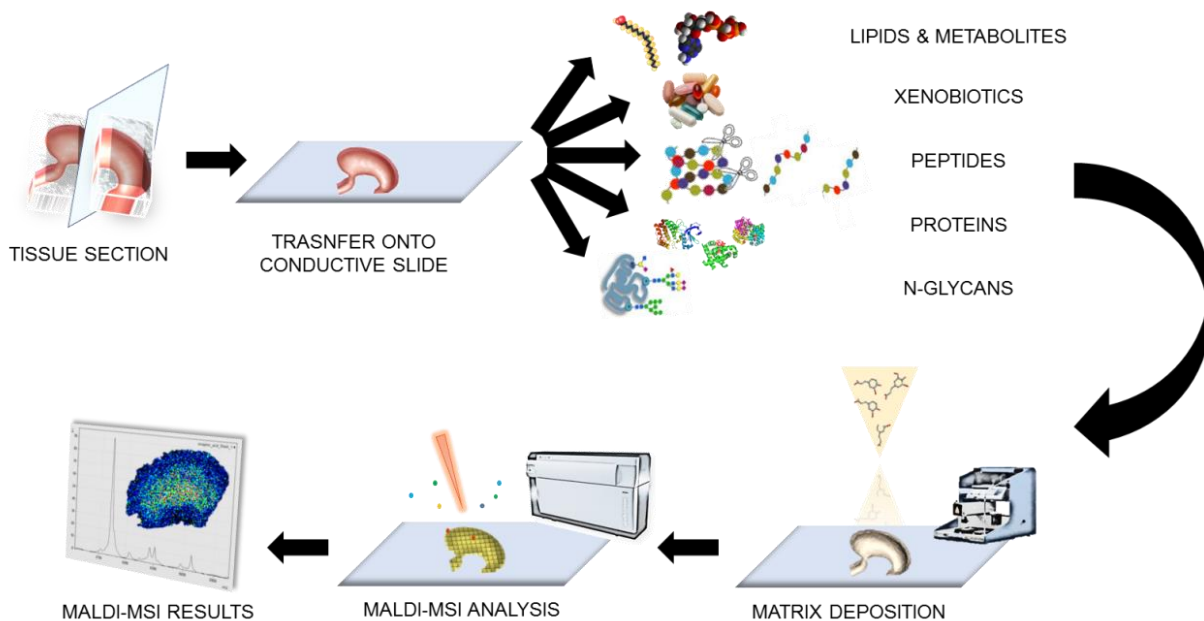 LIPIDS & METABOLITES
XENOBIOTICS
PEPTIDES
PROTEINS
N-GLYCANS
TISSUE SECTION
TRASNFER ONTO
CONDUCTIVE SLIDE
MALDI-MSI RESULTS
MALDI-MSI ANALYSIS
MATRIX DEPOSITION